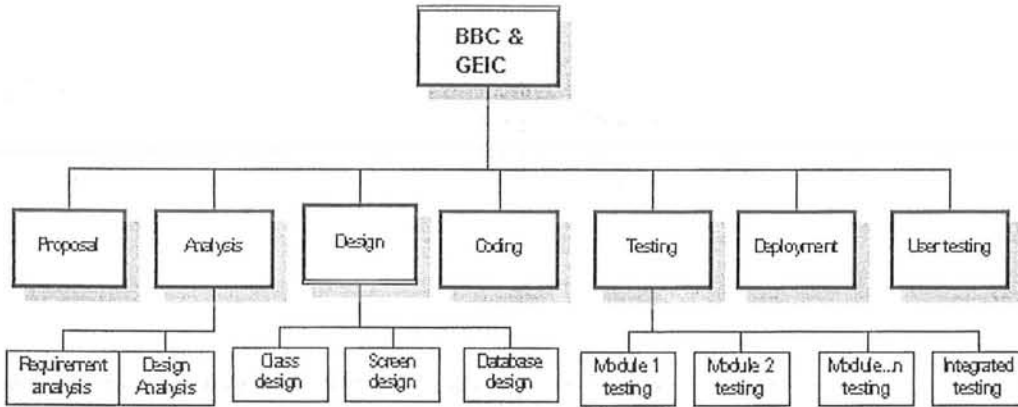 BBC &
GEIC
Proposal
Analysis
Design
Coding
Testing
Deployment
User testing
Requirement
analysis
Design
Analysis
Class
design
Screen
design
Database
design
Module 1
testing
Module 2
testing
Module...n
testing
Integrated
testing